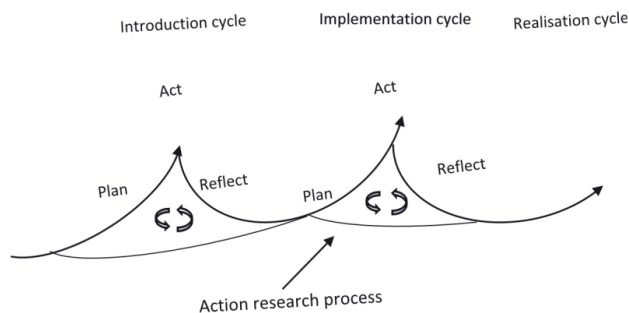 Introduction cycle
Implementation cycle
Realisation cycle
Act
Act
Plan
Reflect
Plan
Reflect
Action research process